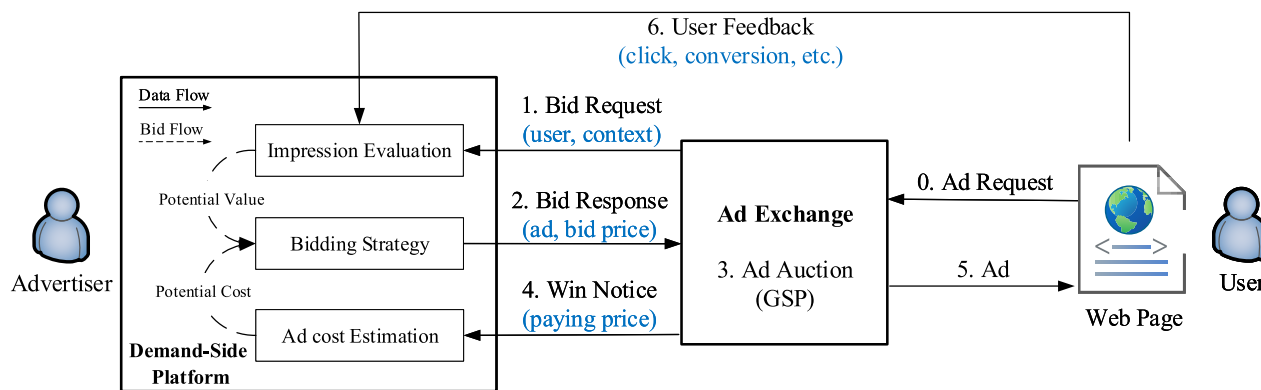 6. User Feedback
(click, conversion, etc.)
Data Flow
Bid Flow
Impression Evaluation
Potential Value
Bidding Strategy
Potential Cost
Ad cost Estimation
Demand-Side
Platform
Advertiser
1. Bid Request
(user, context)
2. Bid Response
(ad, bid price)
4. Win Notice
(paying price)
Ad Exchange
3. Ad Auction
(GSP)
0. Ad Request
5. Ad
Web Page
User